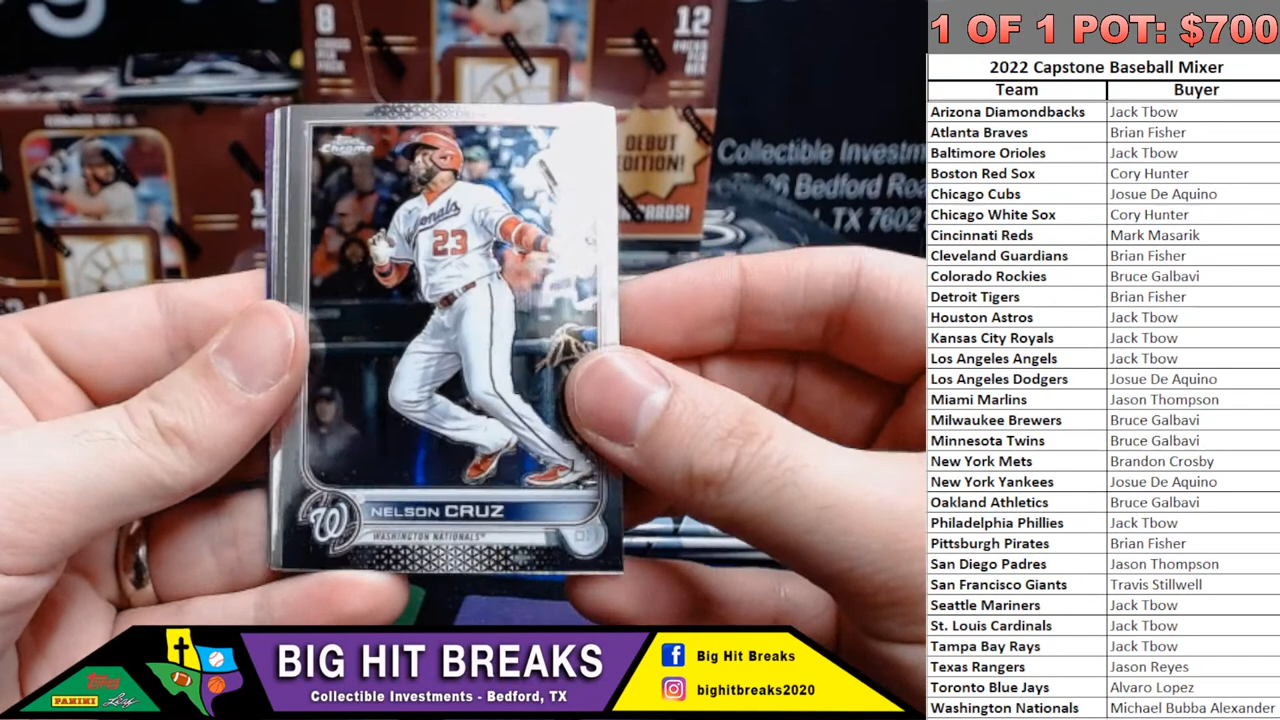 8
12
PACKS
PER
BOX
DEBUT
EDITION!
Collectible Investm
26 Bedford Roa
TX 7602
Topps
Chrome
nationals
23
W
NELSON CRUZ
WASHINGTON NATIONALS
DH
1 OF 1 POT: $700
2022 Capstone Baseball Mixer
Team Buyer
Arizona Diamondbacks Jack Tbow
Atlanta Braves Brian Fisher
Baltimore Orioles Jack Tbow
Boston Red Sox Cory Hunter
Chicago Cubs Josue De Aquino
Chicago White Sox Cory Hunter
Cincinnati Reds Mark Masarik
Cleveland Guardians Brian Fisher
Colorado Rockies Bruce Galbavi
Detroit Tigers Brian Fisher
Houston Astros Jack Tbow
Kansas City Royals Jack Tbow
Los Angeles Angels Jack Tbow
Los Angeles Dodgers Josue De Aquino
Miami Marlins Jason Thompson
Milwaukee Brewers Bruce Galbavi
Minnesota Twins Bruce Galbavi
New York Mets Brandon Crosby
New York Yankees Josue De Aquino
Oakland Athletics Bruce Galbavi
Philadelphia Phillies Jack Tbow
Pittsburgh Pirates Brian Fisher
San Diego Padres Jason Thompson
San Francisco Giants Travis Stillwell
Seattle Mariners Jack Tbow
St. Louis Cardinals Jack Tbow
Tampa Bay Rays Jack Tbow
Texas Rangers Jason Reyes
Toronto Blue Jays Alvaro Lopez
Washington Nationals Michael Bubba Alexander
PANINI
Topps
Leaf
BIG HIT BREAKS
Collectible Investments - Bedford, TX
Big Hit Breaks
bighitbreaks2020